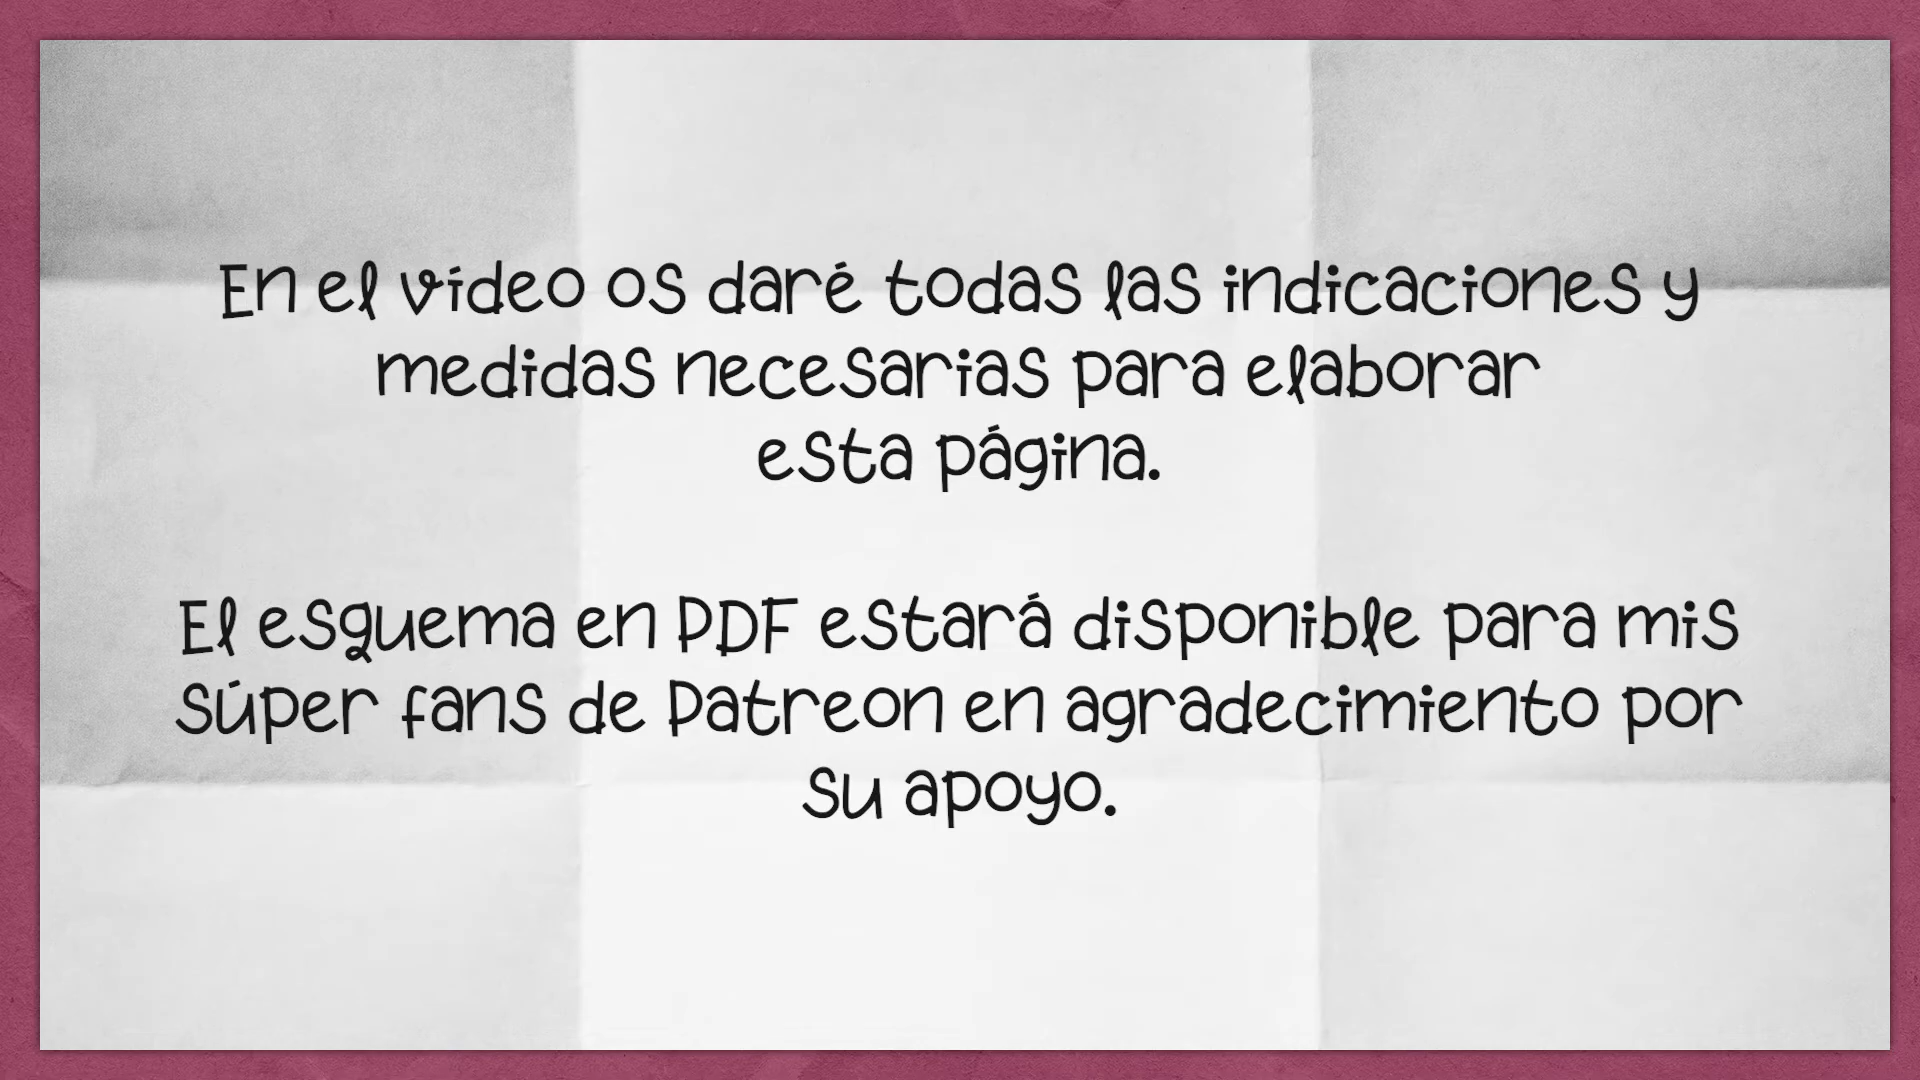 En el vídeo os daré todas las indicaciones y
medidas necesarias para elaborar
esta página.
El esquema en PDF estará disponible para mis
súper fans de Patreon en agradecimiento por
su apoyo.